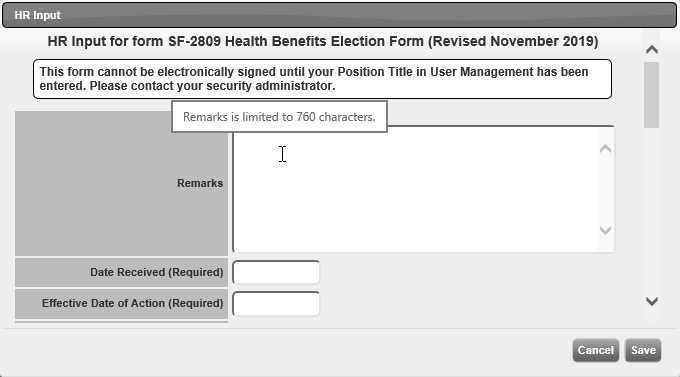 HR Input
HR Input for form SF-2809 Health Benefits Election Form (Revised November 2019)
This form cannot be electronically signed until your Position Title in User Management has been
entered. Please contact your security administrator.
Remarks is limited to 760 characters.
Remarks
Date Received (Required)
Effective Date of Action (Required)
Cancel Save